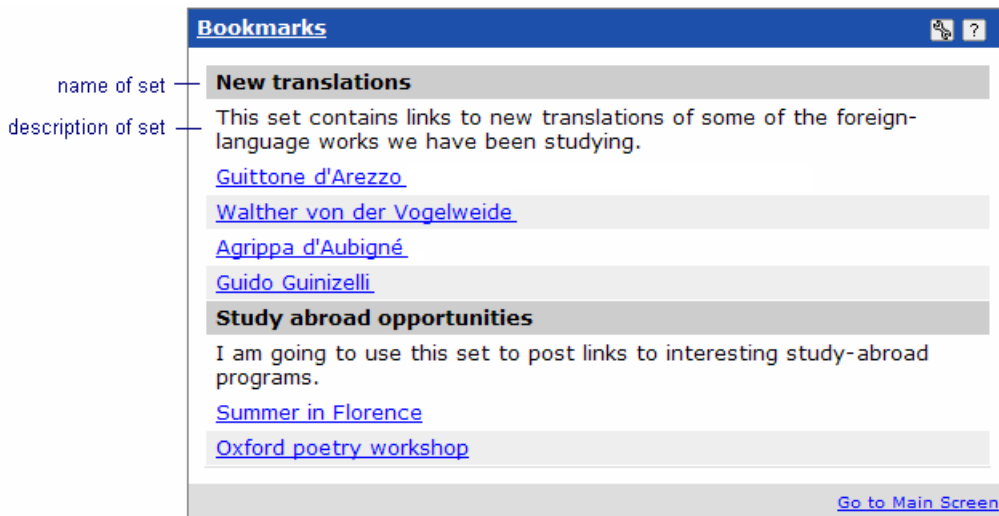 Bookmarks
?
name of set
New translations
description of set
This set contains links to new translations of some of the foreign-
language works we have been studying.
Guittone d'Arezzo
Walther von der Vogelweide
Agrippa d'Aubigné
Guido Guinizelli
Study abroad opportunities
I am going to use this set to post links to interesting study-abroad
programs.
Summer in Florence
Oxford poetry workshop
Go to Main Screen